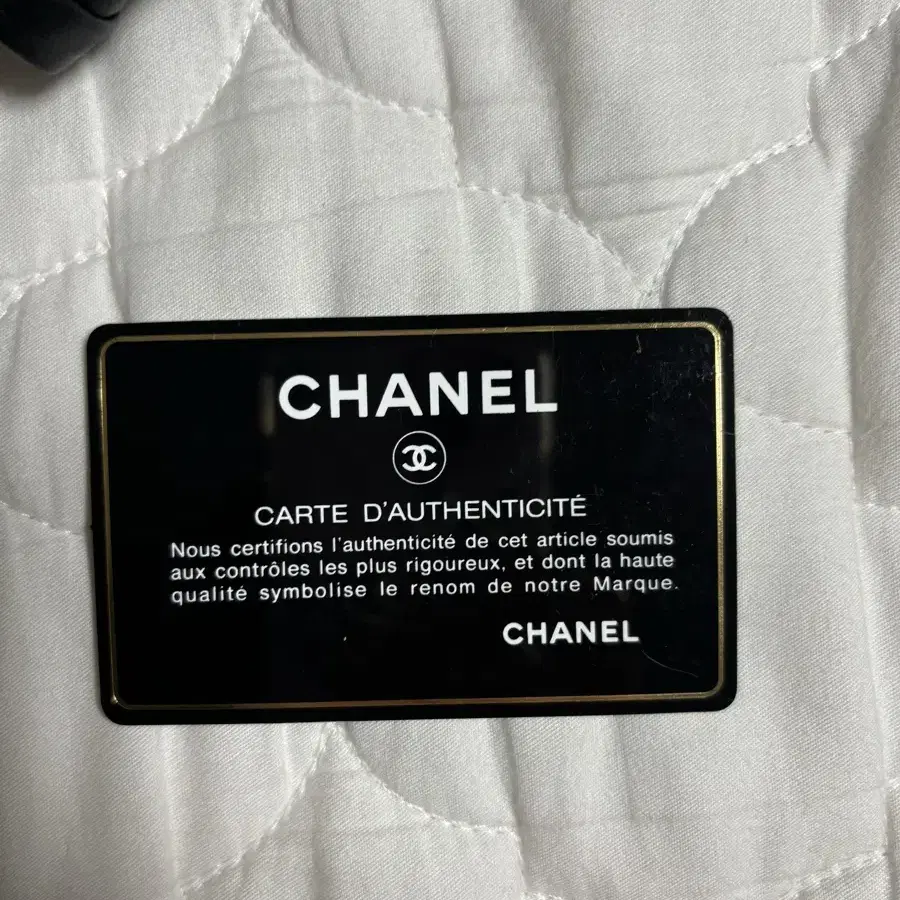 CHANEL
CARTE D'AUTHENTICITÉ
Nous certifions l'authenticité de cet article soumis
aux contrôles les plus rigoureux, et dont la haute
qualité symbolise le renom de notre Marque.
CHANEL